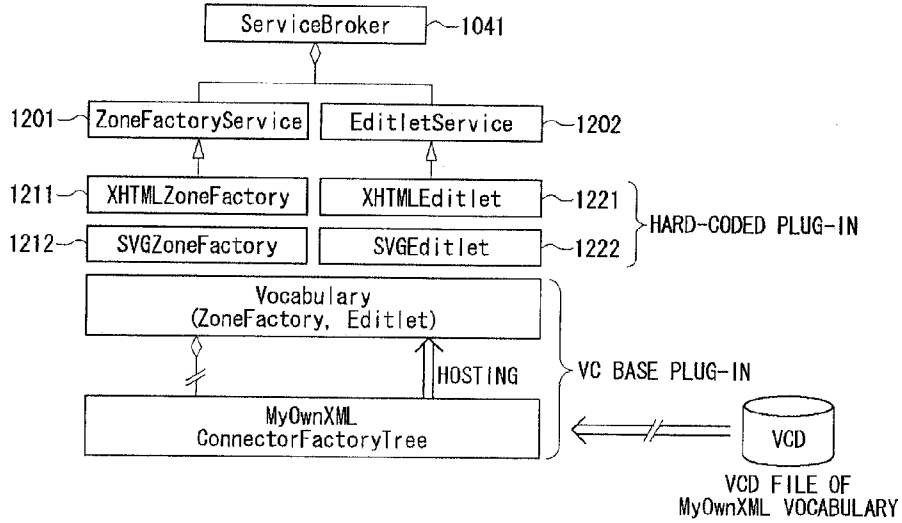 ServiceBroker 1041
1201 ZoneFactoryService EditletService 1202
1211 XHTMLZoneFactory XHTMLEditlet 1221
HARD-CODED PLUG-IN
1212 SVGZoneFactory SVGEditlet 1222
Vocabulary
(ZoneFactory, Editlet)
HOSTING
VC BASE PLUG-IN
MyOwnXML
ConnectorFactoryTree
VCD
VCD FILE OF
MyOwnXML VOCABULARY